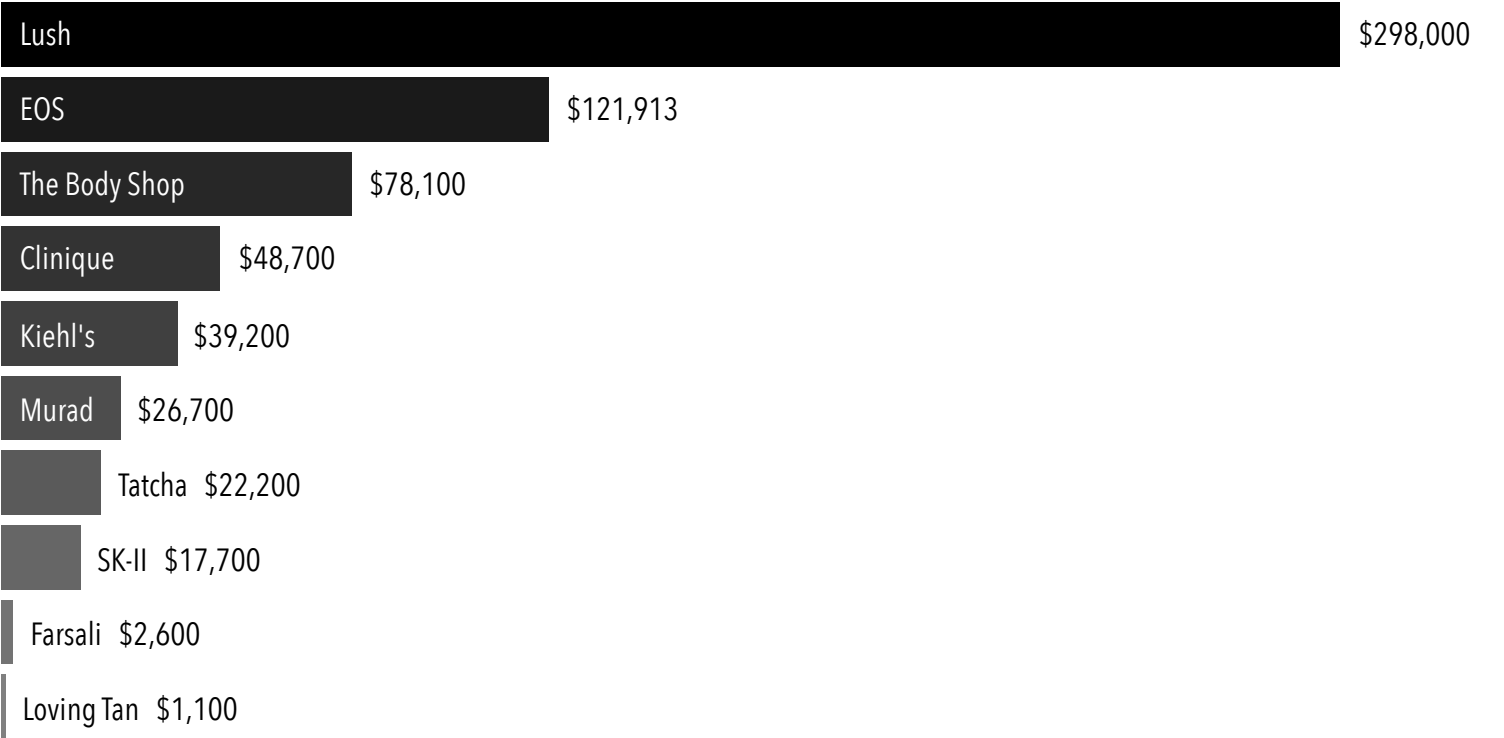 Lush $298,000
EOS $121,913
The Body Shop $78,100
Clinique $48,700
Kiehl's $39,200
Murad $26,700
Tatcha $22,200
SK-II $17,700
Farsali $2,600
Loving Tan $1,100